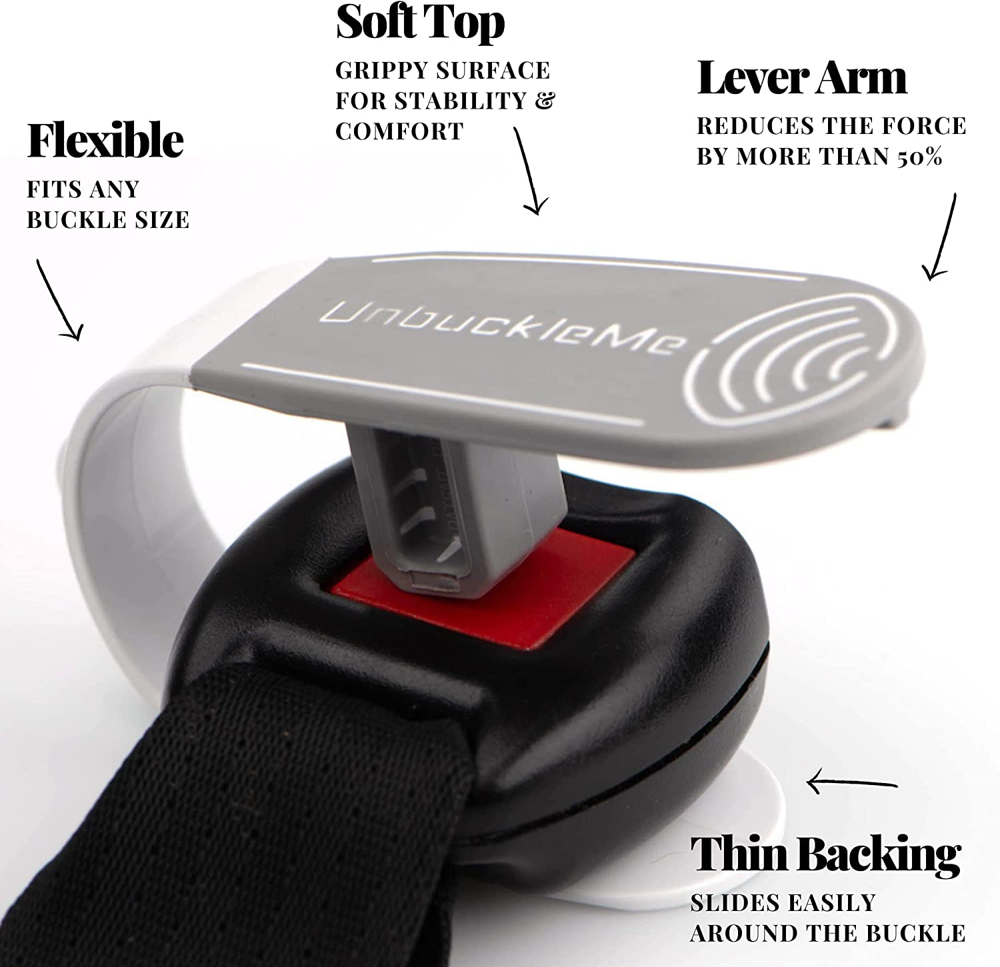 Soft Top
GRIPPY SURFACE
FOR STABILITY &
COMFORT
Lever Arm
REDUCES THE FORCE
BY MORE THAN 50%
Flexible
FITS ANY
BUCKLE SIZE
UnbuckleMe
Thin Backing
SLIDES EASILY
AROUND THE BUCKLE